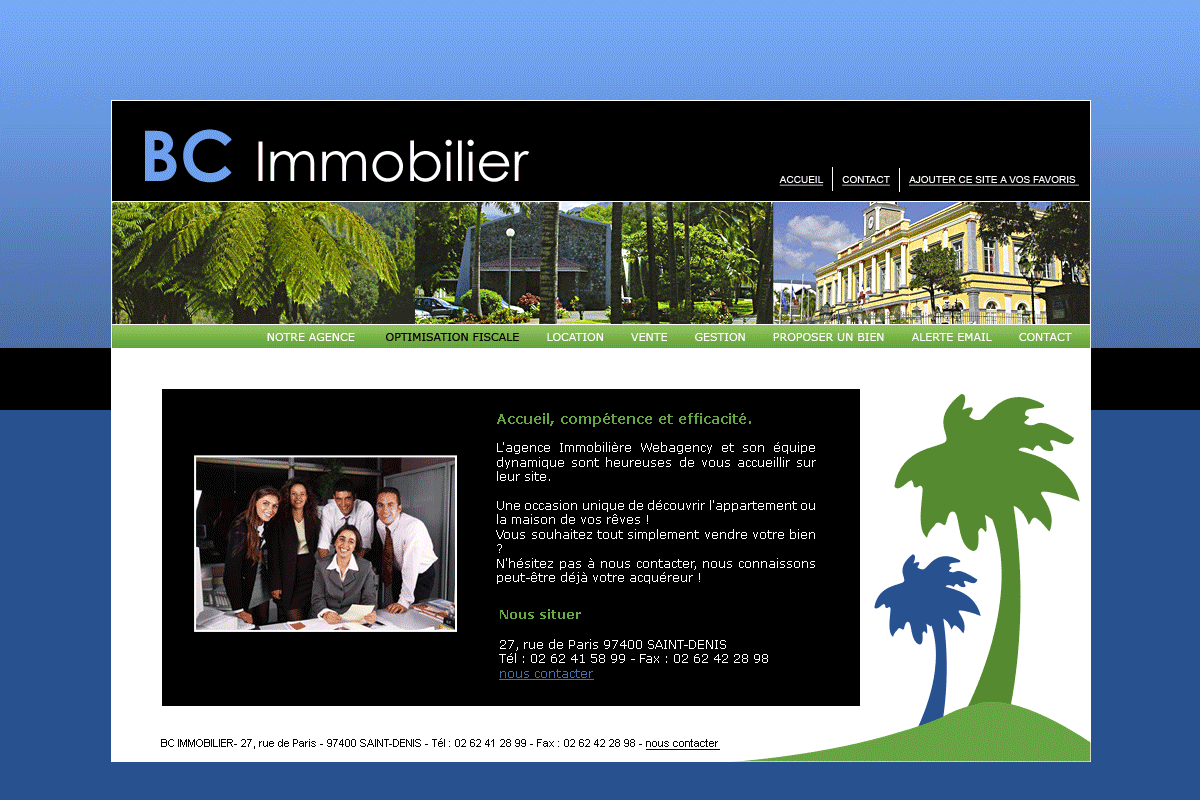 BC Immobilier
ACCUEIL CONTACT AJOUTER CE SITE A VOS FAVORIS
NOTRE AGENCE OPTIMISATION FISCALE LOCATION VENTE GESTION PROPOSER UN BIEN ALERTE EMAIL CONTACT
Accueil, compétence et efficacité.
L'agence Immobilière Webagency et son équipe
dynamique sont heureuses de vous accueillir sur
leur site.
Une occasion unique de découvrir l'appartement ou
la maison de vos rêves !
Vous souhaitez tout simplement vendre votre bien
?
N'hésitez pas à nous contacter, nous connaissons
peut-être déjà votre acquéreur !
Nous situer
27, rue de Paris 97400 SAINT-DENIS
Tél : 02 62 41 58 99 - Fax : 02 62 42 28 98
nous contacter
BC IMMOBILIER- 27, rue de Paris - 97400 SAINT-DENIS - Tél : 02 62 41 28 99 - Fax : 02 62 42 28 98 - nous contacter